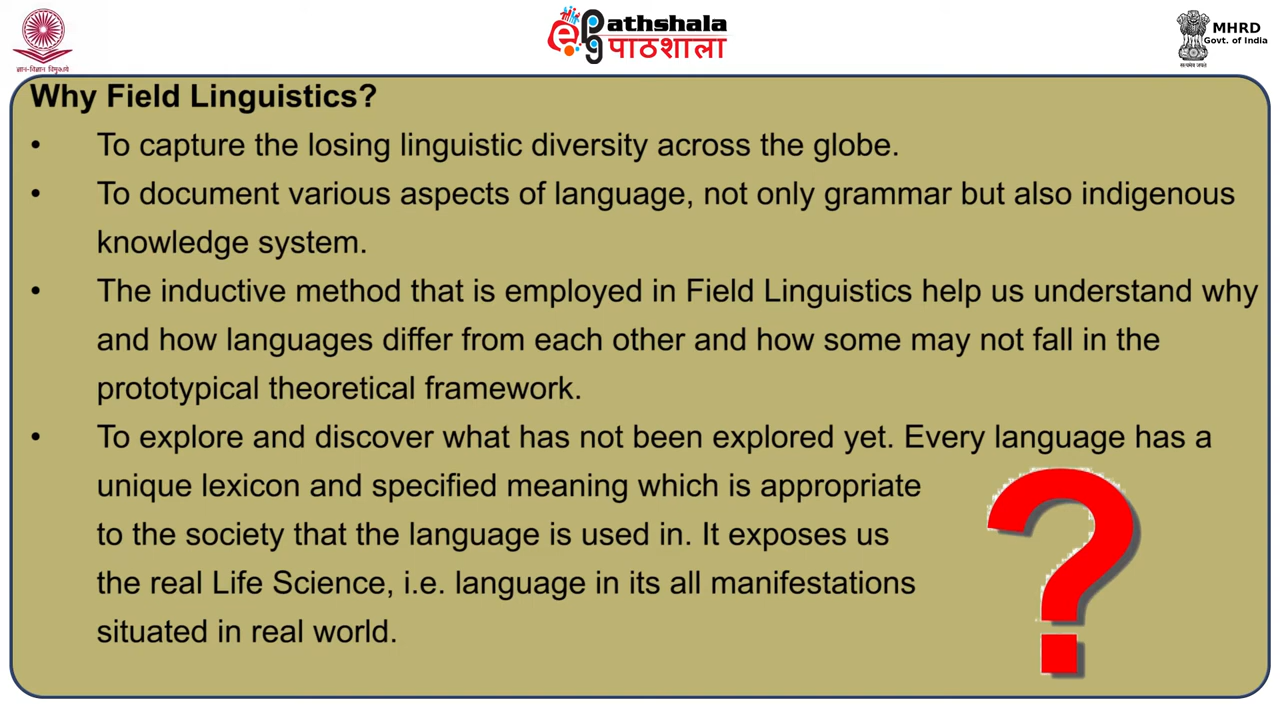 ज्ञान-विज्ञान विमुक्तये
ePathshala
पाठशाला
MHRD
Govt. of India
सत्यमेव जयते
Why Field Linguistics?
• To capture the losing linguistic diversity across the globe.
• To document various aspects of language, not only grammar but also indigenous
knowledge system.
• The inductive method that is employed in Field Linguistics help us understand why
and how languages differ from each other and how some may not fall in the
prototypical theoretical framework.
• To explore and discover what has not been explored yet. Every language has a
unique lexicon and specified meaning which is appropriate
to the society that the language is used in. It exposes us
the real Life Science, i.e. language in its all manifestations
situated in real world.
?